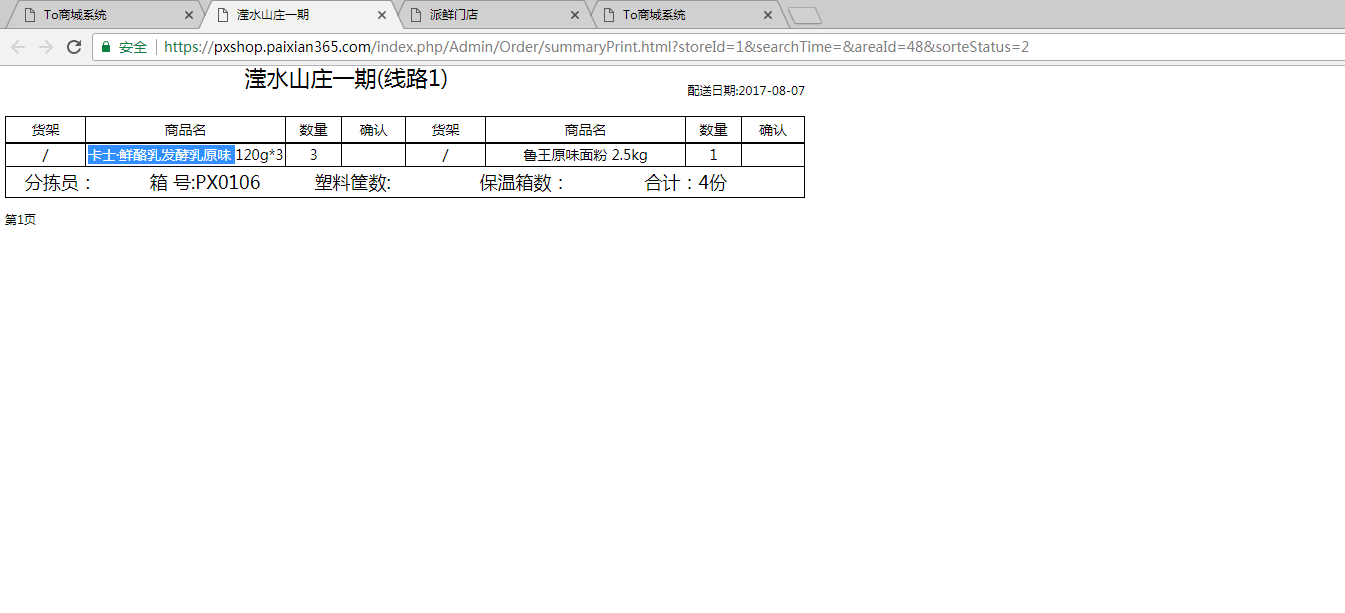 To商城系统 滢水山庄一期 派鲜门店 To商城系统
安全 https://pxshop.paixian365.com/index.php/Admin/Order/summaryPrint.html?storeId=1&searchTime=&areaId=48&sorteStatus=2
滢水山庄一期(线路1)
配送日期:2017-08-07
货架 商品名 数量 确认 货架 商品名 数量 确认
/ 卡士·鲜酪乳发酵乳原味 120g*3 3 / 鲁王原味面粉 2.5kg 1
分拣员： 箱 号:PX0106 塑料筐数: 保温箱数： 合计：4份
第1页